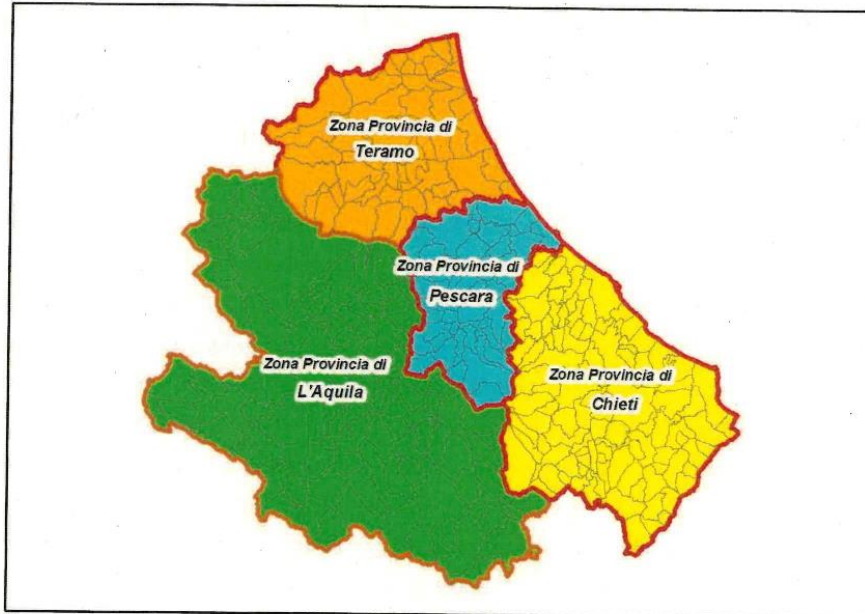 Zona Provincia di
Teramo
Zona Provincia di
Pescara
Zona Provincia di
L'Aquila
Zona Provincia di
Chieti